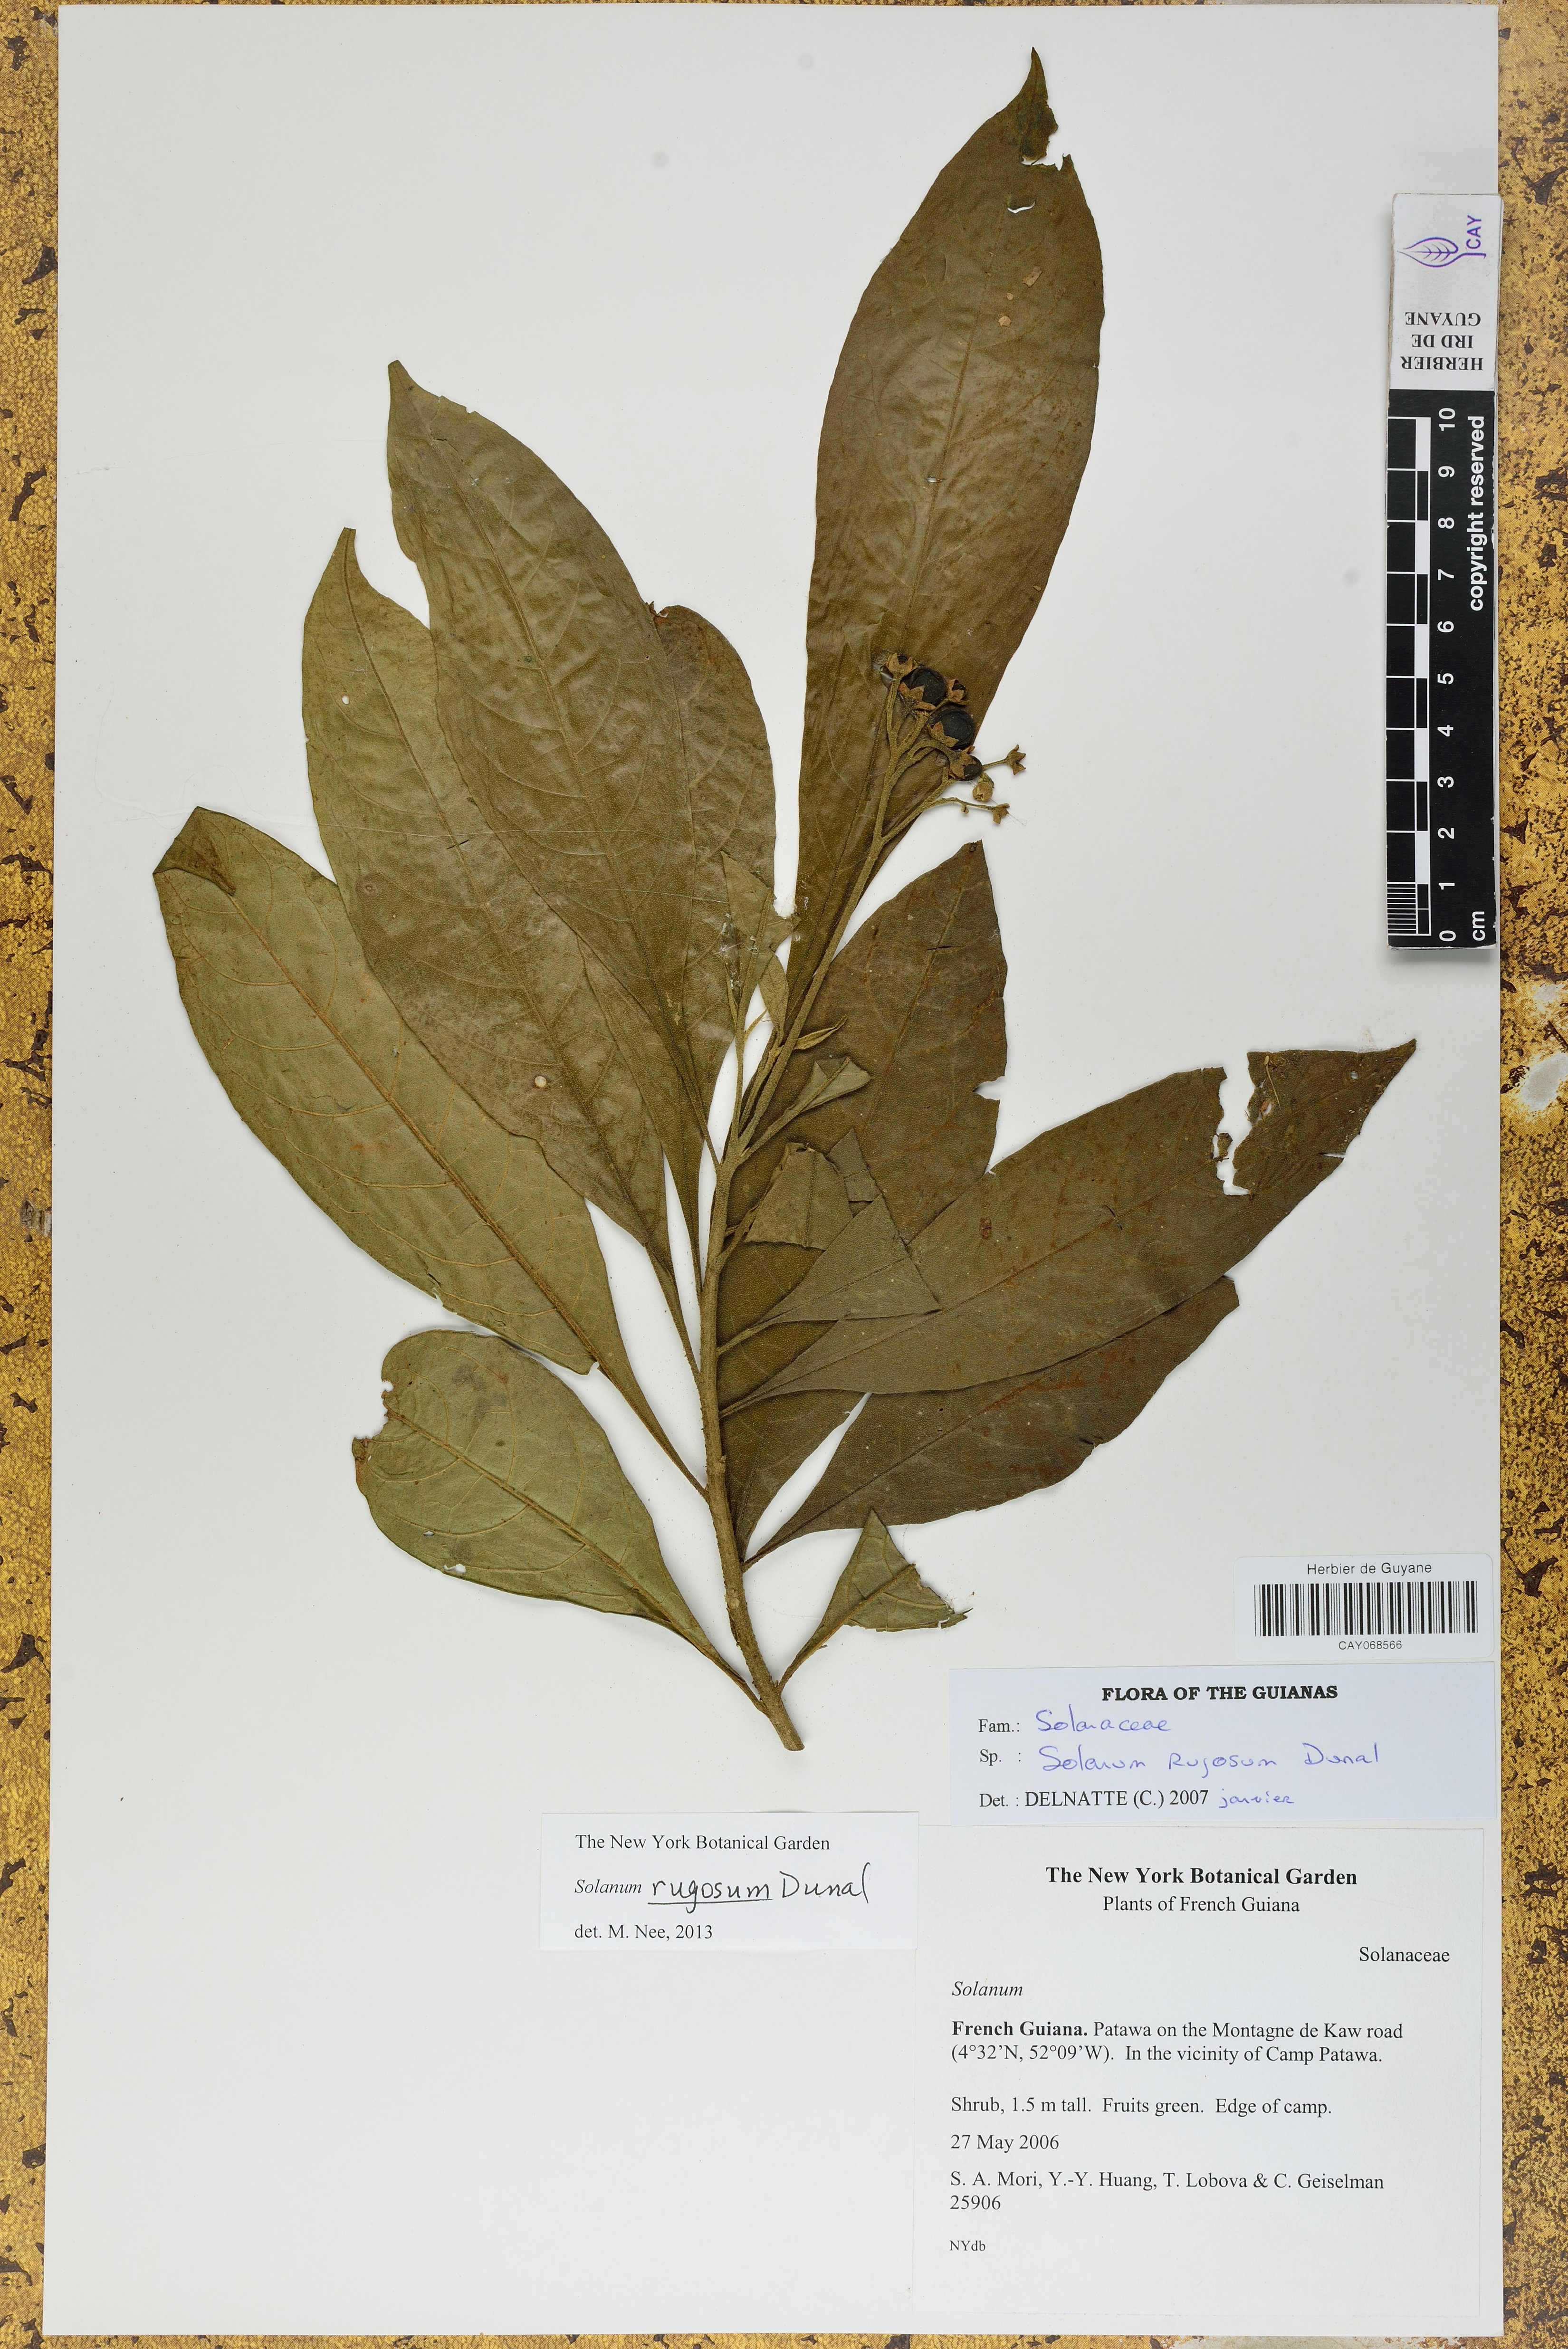 CAY
HERBIER
IRD DE
GUYANE
0 1 2 3 4 5 6 7 8 9 10
cm
copyright reserved
Herbier de Guyane
CAY068566
FLORA OF THE GUIANAS
Fam.: Solanaceae
Sp. : Solanum Rugosum Dunal
Det. : DELNATTE (C.) 2007 janvier
The New York Botanical Garden
Solanum rugosum Dunal
det. M. Nee, 2013
The New York Botanical Garden
Plants of French Guiana
Solanaceae
Solanum
French Guiana. Patawa on the Montagne de Kaw road
(4°32’N, 52°09’W). In the vicinity of Camp Patawa.
Shrub, 1.5 m tall. Fruits green. Edge of camp.
27 May 2006
S. A. Mori, Y.-Y. Huang, T. Lobova & C. Geiselman
25906
NYdb